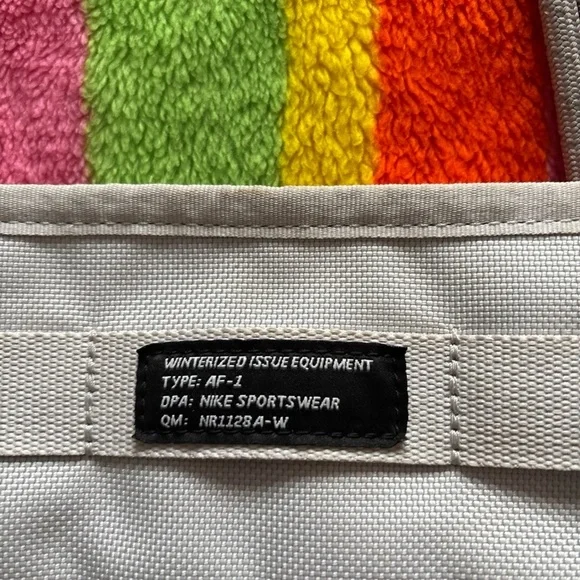 WINTERIZED ISSUE EQUIPMENT
TYPE: AF-1
DPA: NIKE SPORTSWEAR
QM: NR1128A-W